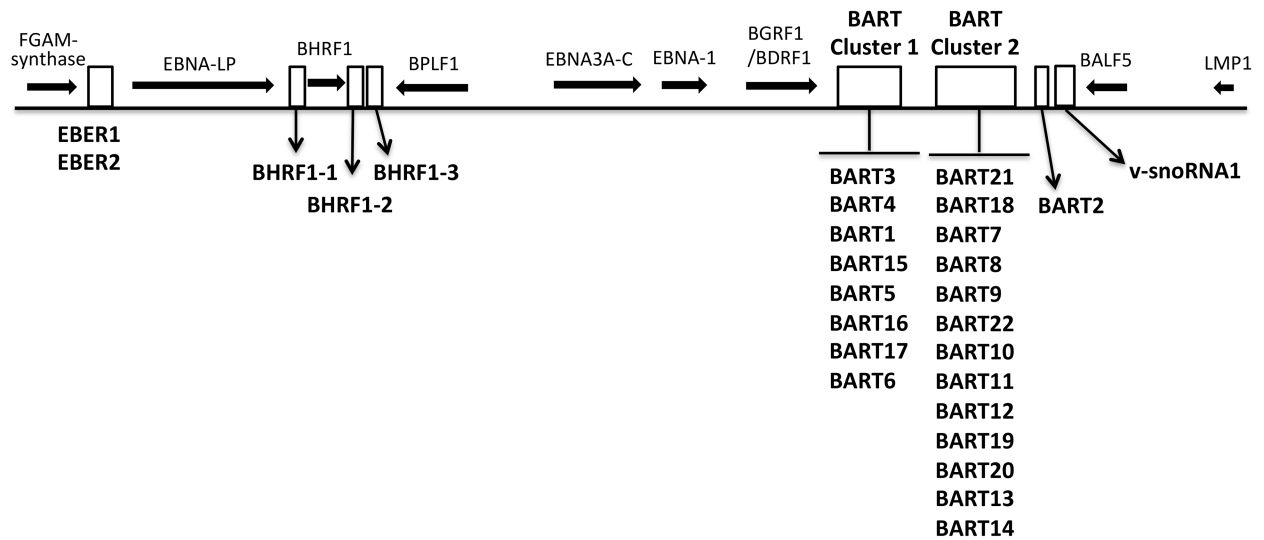 FGAM-
synthase
EBNA-LP
BHRF1
BPLF1
EBNA3A-C
EBNA-1
BGRF1
/BDRF1
BART
Cluster 1
BART
Cluster 2
BALF5
LMP1
EBER1
EBER2
BHRF1-1
BHRF1-2
BHRF1-3
BART3
BART4
BART1
BART15
BART5
BART16
BART17
BART6
BART21
BART18
BART7
BART8
BART9
BART22
BART10
BART11
BART12
BART19
BART20
BART13
BART14
BART2
v-snoRNA1